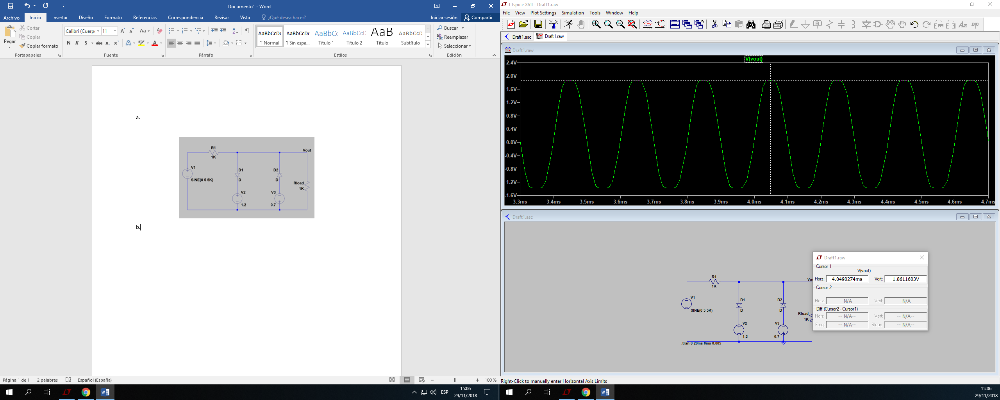 Documento1 - Word
Archivo Inicio Insertar Diseño Formato Referencias Correspondencia Revisar Vista ¿Qué desea hacer? Iniciar sesión Compartir
Pegar
Cortar
Copiar
Copiar formato
Portapapeles
Calibri (Cuerpo 11 Aa
N K S abc x₂ x² A ab A
Fuente
Párrafo
AaBbCcDc AaBbCcDc AaBbCc AaBbCcD AaB AaBbCcD
¶ Normal ¶ Sin espa... Título 1 Título 2 Título Subtítulo
Estilos
Buscar
Reemplazar
Seleccionar
Edición
a.
R1
1K
Vout
V1
SINE(0 5 5K)
D1
D
D2
D
Rload
1K
V2
1.2
V3
0.7
b.
Página 1 de 1 2 palabras Español (España) 100 %
ESP
15:06
29/11/2018
LTspice XVII - Draft1.raw
File View Plot Settings Simulation Tools Window Help
Draft1.asc Draft1.raw
Draft1.raw
V(vout)
2.4V
2.0V
1.6V
1.2V
0.8V
0.4V
0.0V
-0.4V
-0.8V
-1.2V
-1.6V
3.3ms 3.4ms 3.5ms 3.6ms 3.7ms 3.8ms 3.9ms 4.0ms 4.1ms 4.2ms 4.3ms 4.4ms 4.5ms 4.6ms 4.7ms
Draft1.asc
R1
1K
V1
SINE(0 5 5K)
D1
D
D2
D
Rload
1K
V2
1.2
V3
0.7
.tran 0 20ms 0ms 0.005
Draft1.raw
Cursor 1
V(vout)
Horz: 4.0490274ms Vert: 1.8611603V
Cursor 2
Horz: -- N/A-- Vert: -- N/A--
Diff (Cursor2 - Cursor1)
Horz: -- N/A-- Vert: -- N/A--
Freq: -- N/A-- Slope: -- N/A--
Right-Click to manually enter Horizontal Axis Limits
15:06
29/11/2018